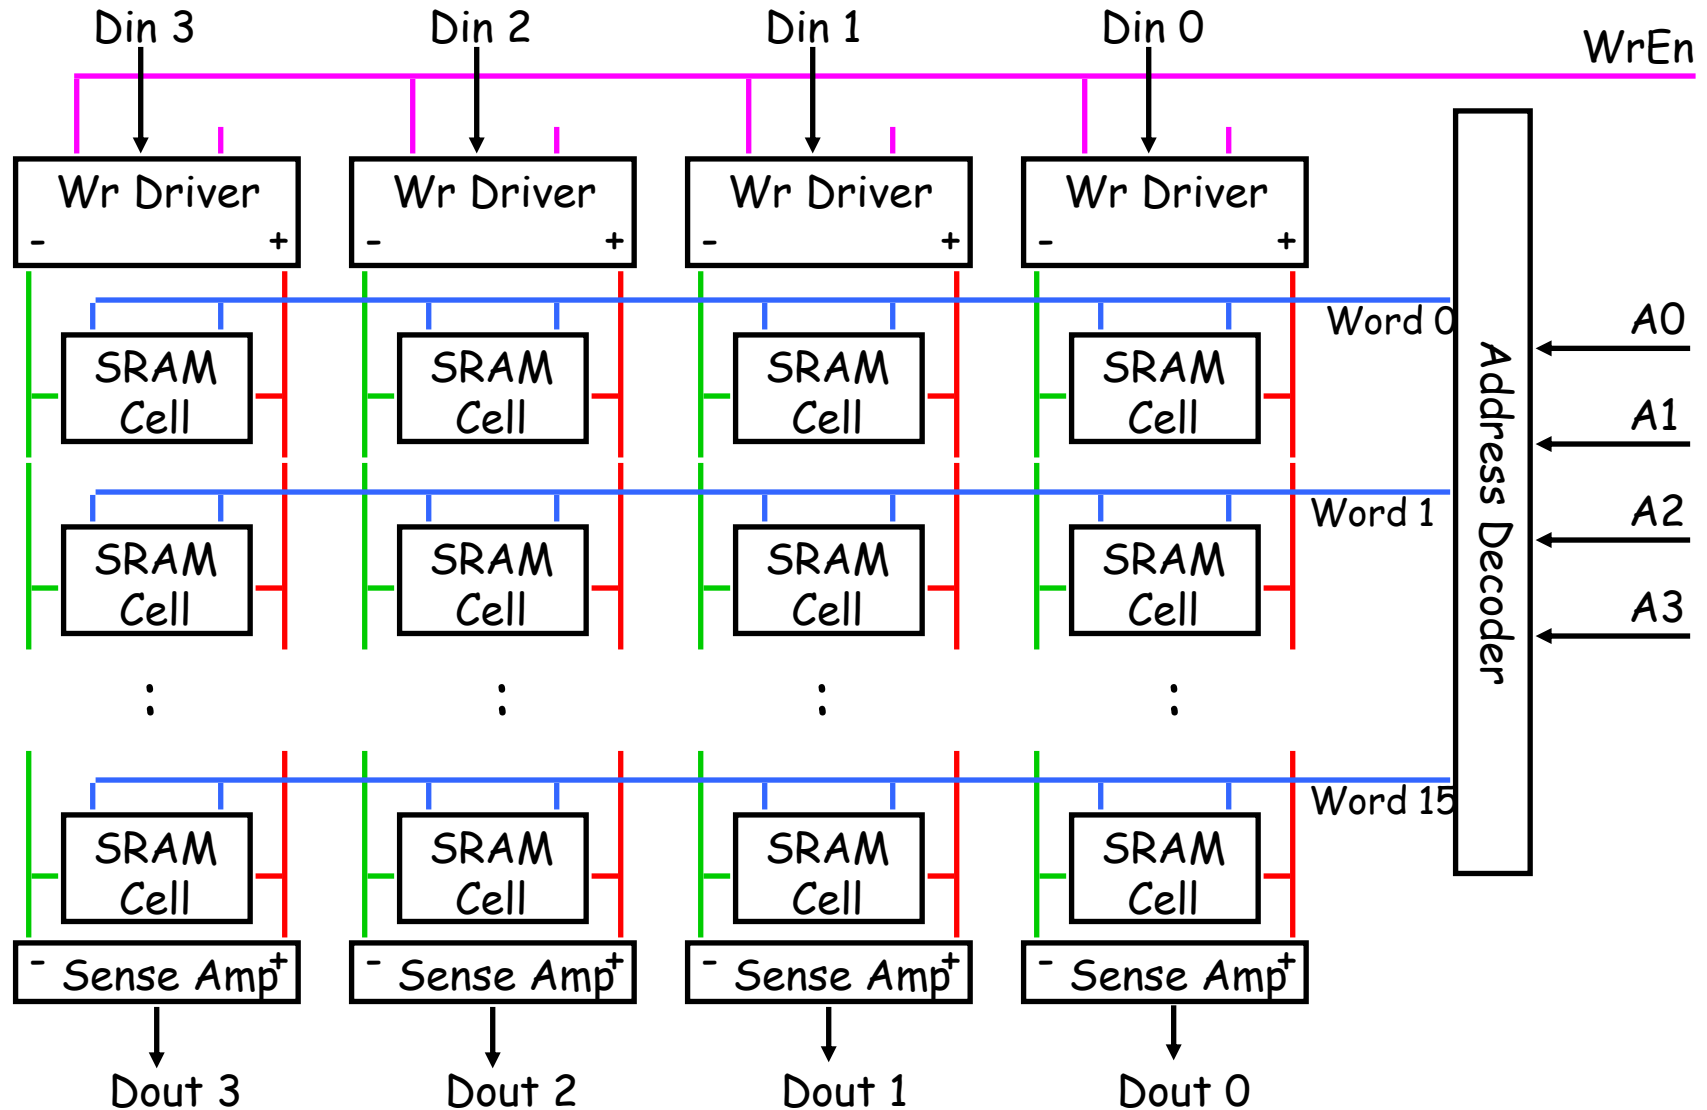 Din 3 Din 2 Din 1 Din 0
WrEn
Wr Driver Wr Driver Wr Driver Wr Driver
- + - + - + - +
Word 0
A0
SRAM SRAM SRAM SRAM
Cell Cell Cell Cell
A1
Address Decoder
Word 1
A2
SRAM SRAM SRAM SRAM
Cell Cell Cell Cell
A3
: : : :
Word 15
SRAM SRAM SRAM SRAM
Cell Cell Cell Cell
- Sense Amp + - Sense Amp + - Sense Amp + - Sense Amp +
Dout 3 Dout 2 Dout 1 Dout 0